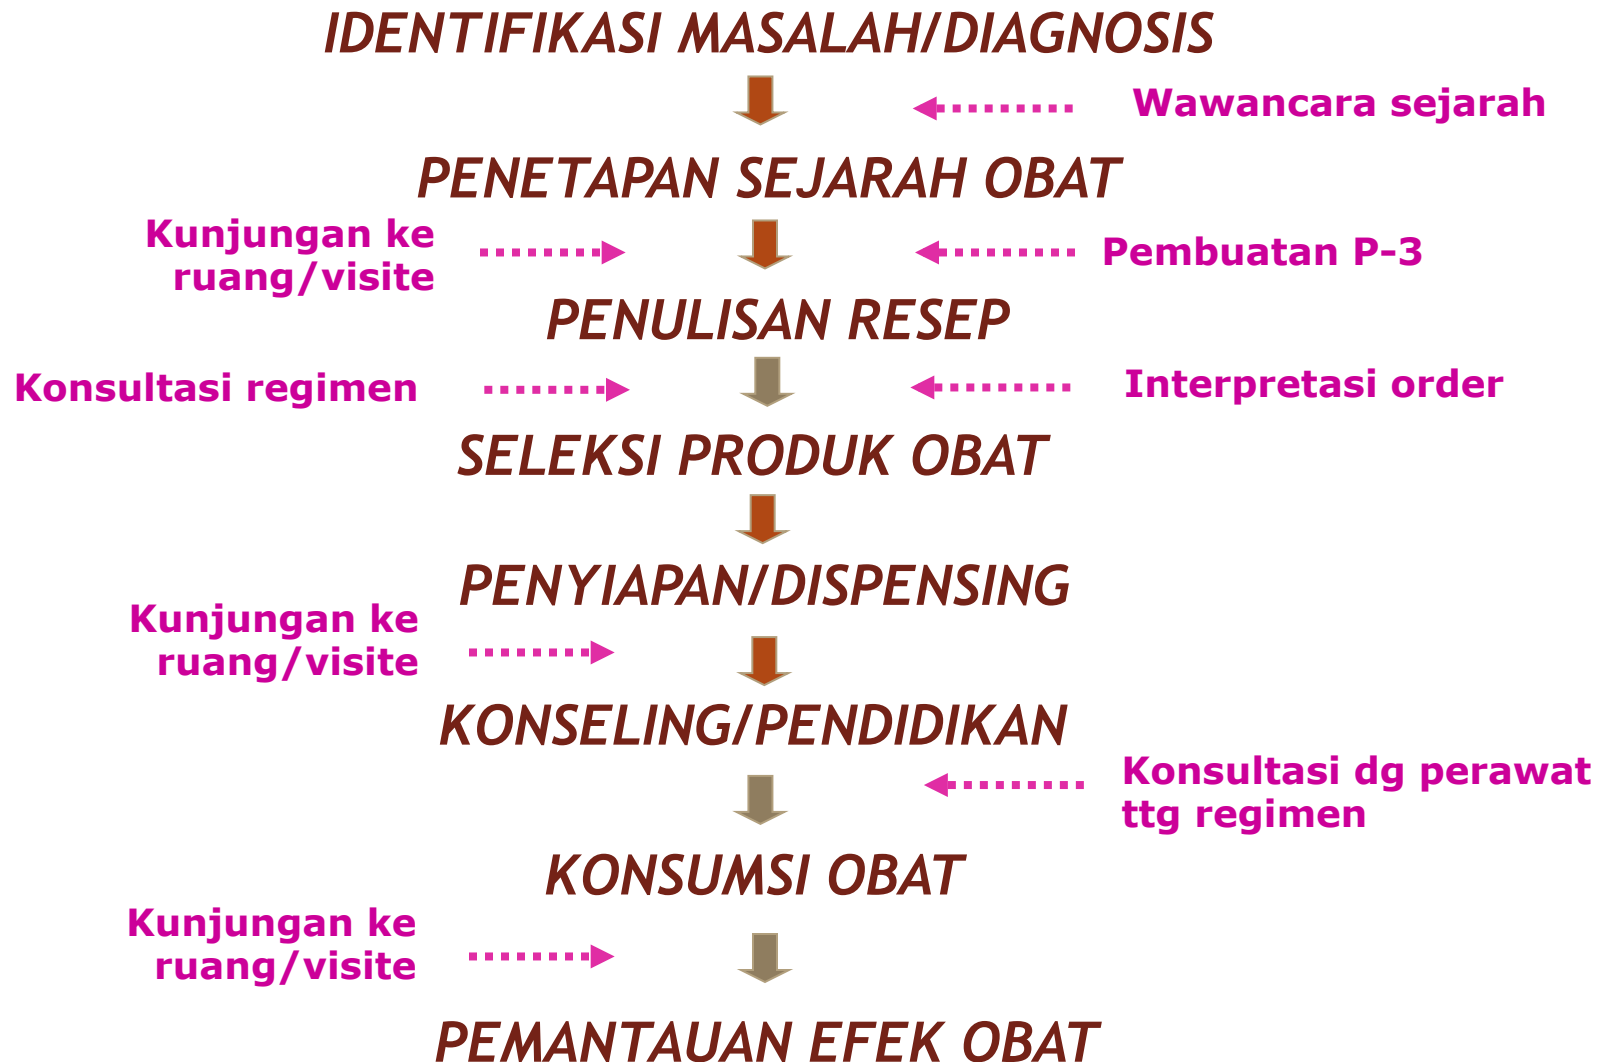 IDENTIFIKASI MASALAH/DIAGNOSIS
Wawancara sejarah
PENETAPAN SEJARAH OBAT
Kunjungan ke
ruang/visite
Pembuatan P-3
PENULISAN RESEP
Konsultasi regimen
Interpretasi order
SELEKSI PRODUK OBAT
PENYIAPAN/DISPENSING
Kunjungan ke
ruang/visite
KONSELING/PENDIDIKAN
Konsultasi dg perawat
ttg regimen
KONSUMSI OBAT
Kunjungan ke
ruang/visite
PEMANTAUAN EFEK OBAT